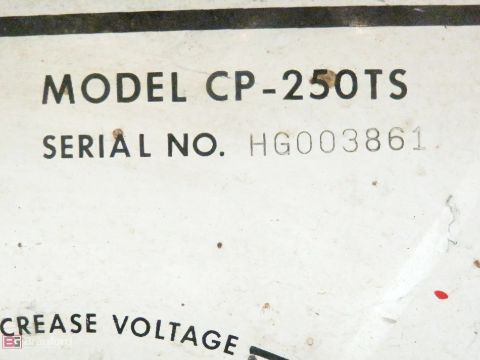 MODEL CP-250TS
SERIAL NO. HG003861
CREASE VOLTAGE